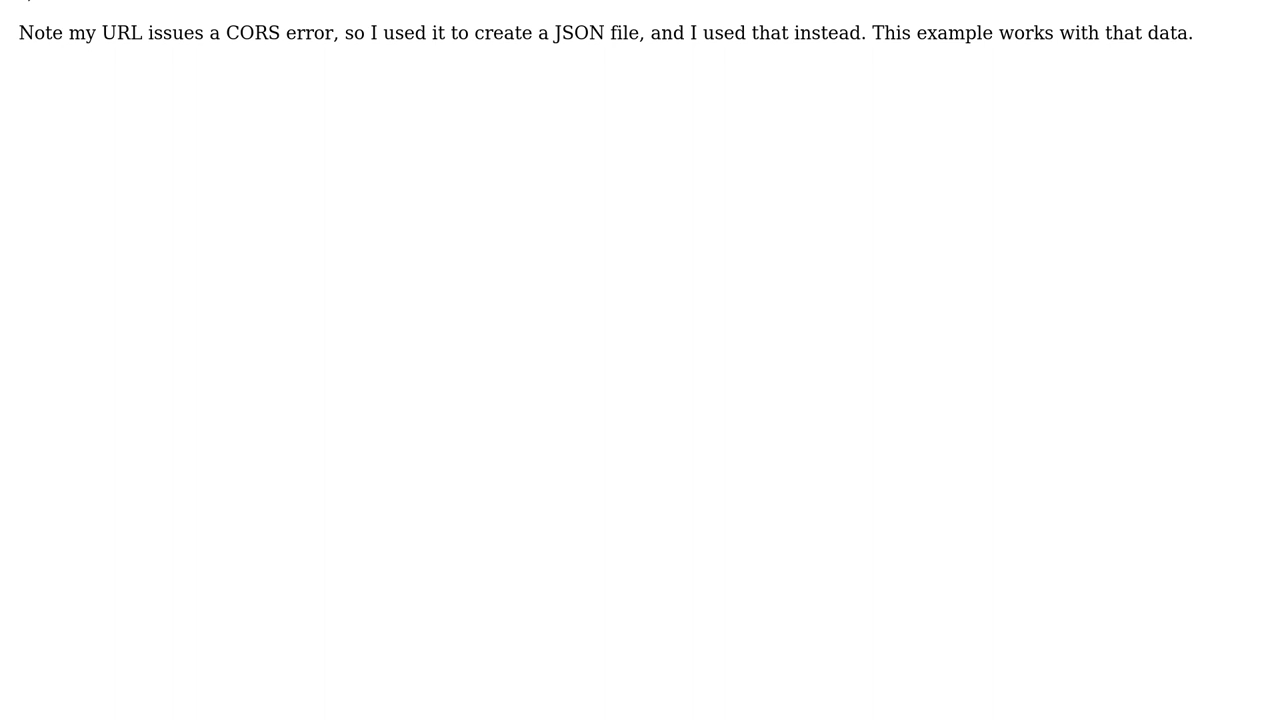 Note my URL issues a CORS error, so I used it to create a JSON file, and I used that instead. This example works with that data.